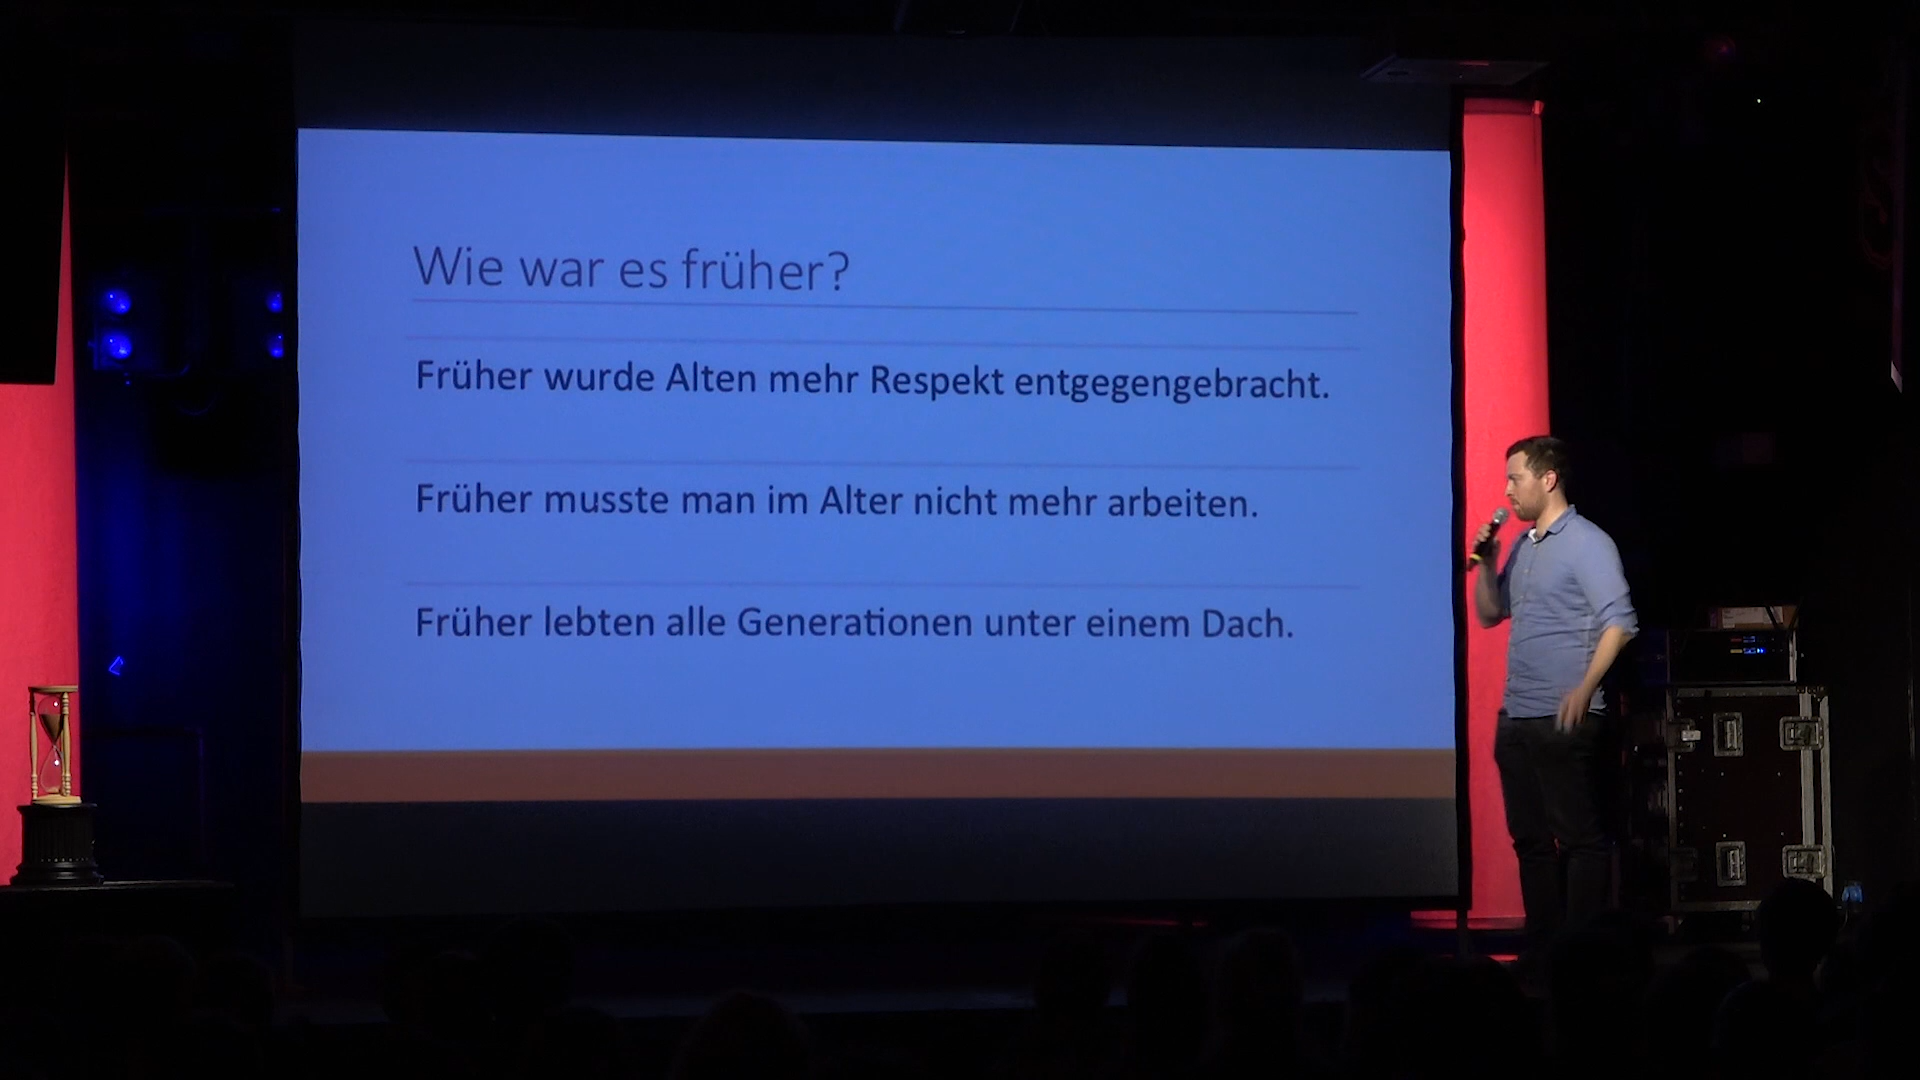 Wie war es früher?
Früher wurde Alten mehr Respekt entgegengebracht.
Früher musste man im Alter nicht mehr arbeiten.
Früher lebten alle Generationen unter einem Dach.